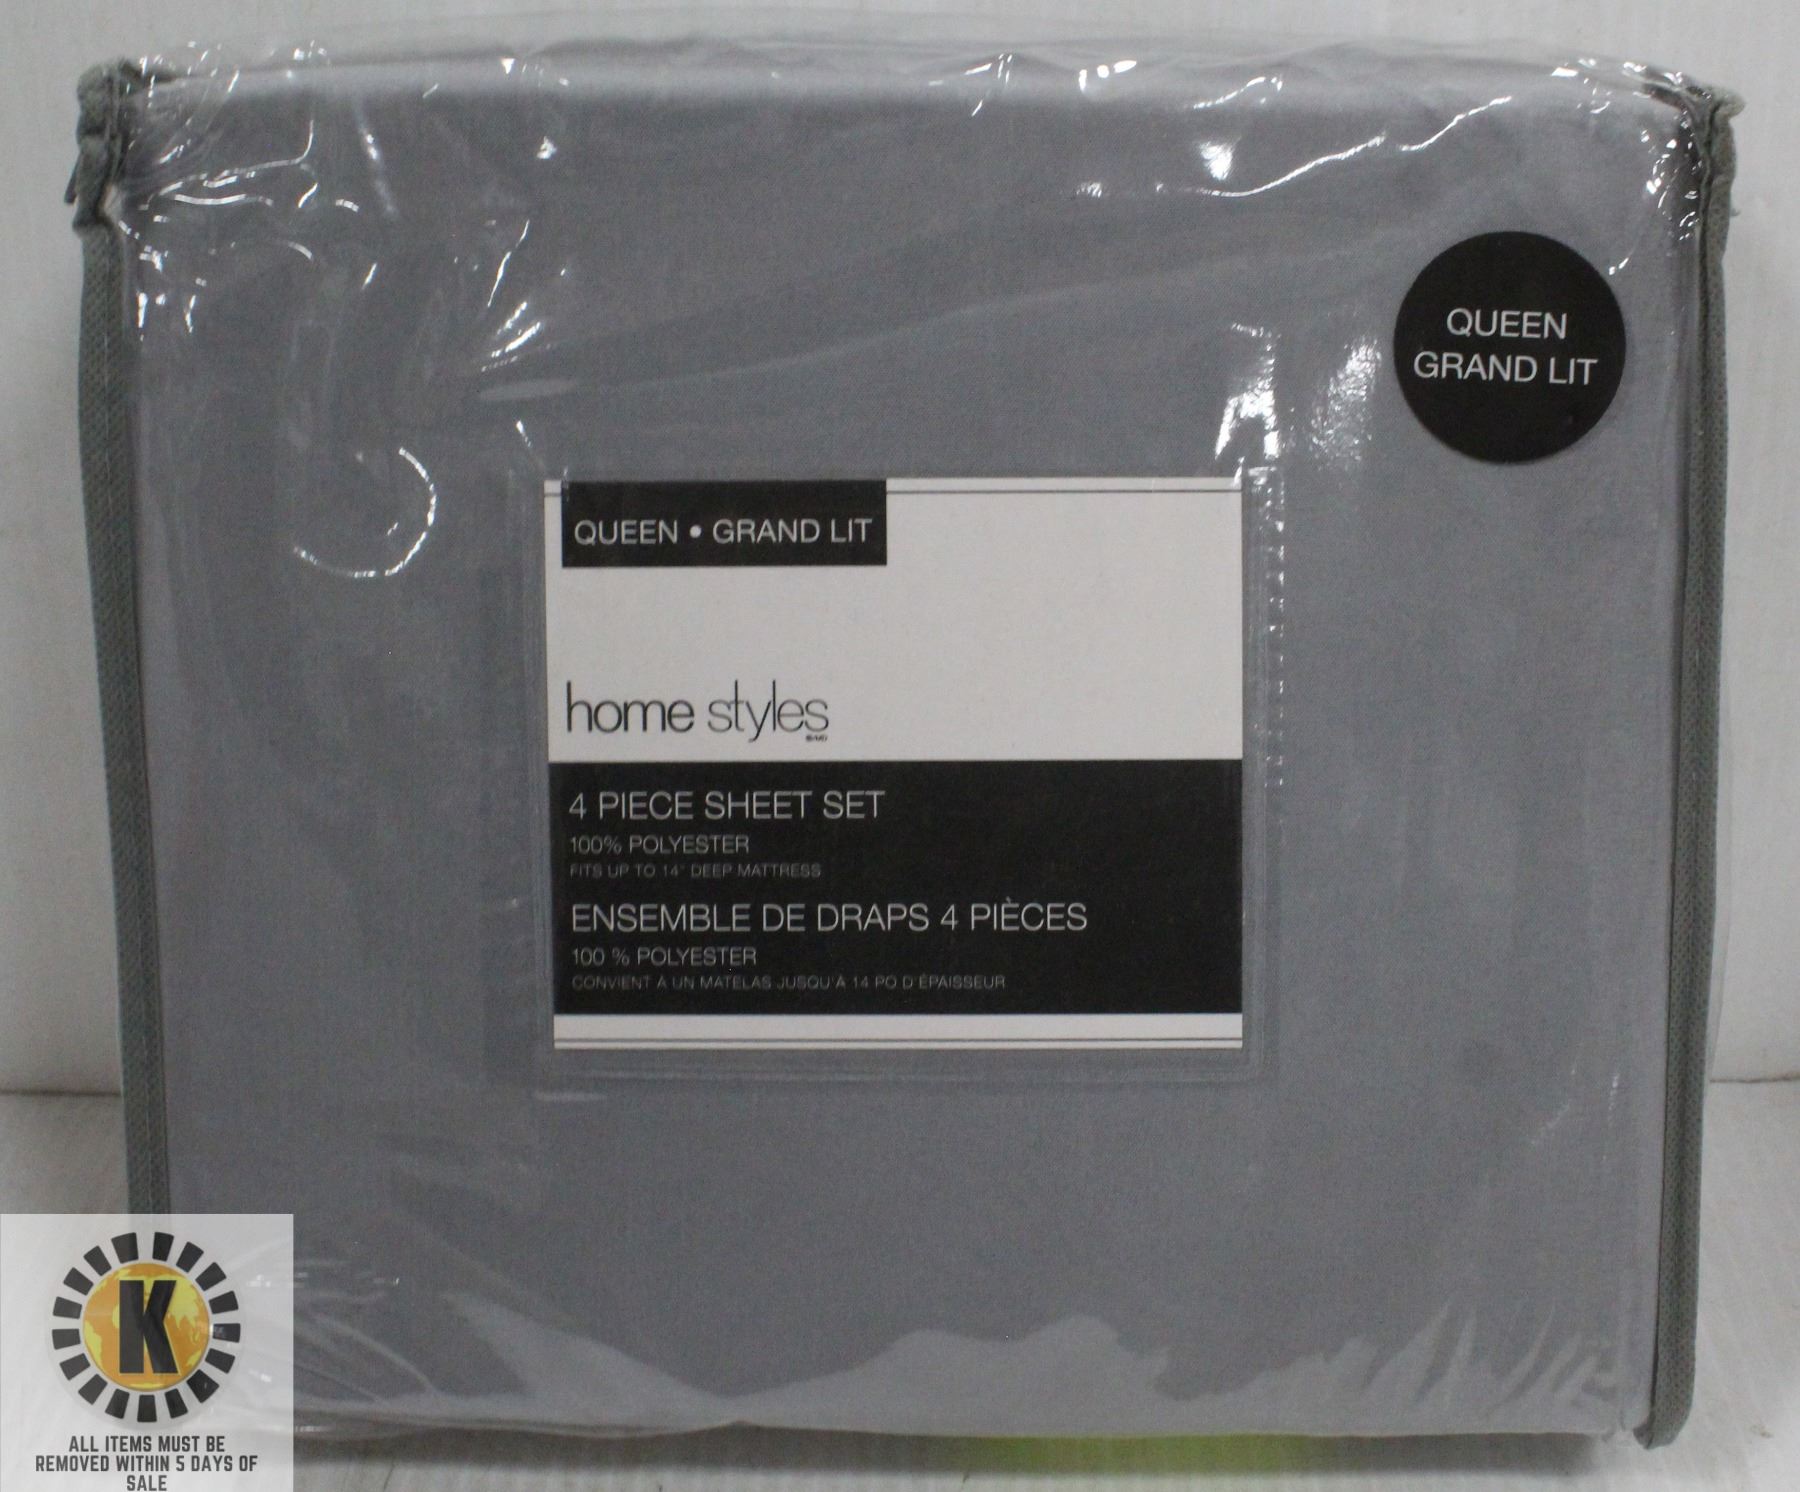 QUEEN
GRAND LIT
QUEEN • GRAND LIT
home styles
4 PIECE SHEET SET
100% POLYESTER
FITS UP TO 14" DEEP MATTRESS
ENSEMBLE DE DRAPS 4 PIÈCES
100 % POLYESTER
CONVIENT À UN MATELAS JUSQU'À 14 PO D'ÉPAISSEUR
K
ALL ITEMS MUST BE
REMOVED WITHIN 5 DAYS OF
SALE